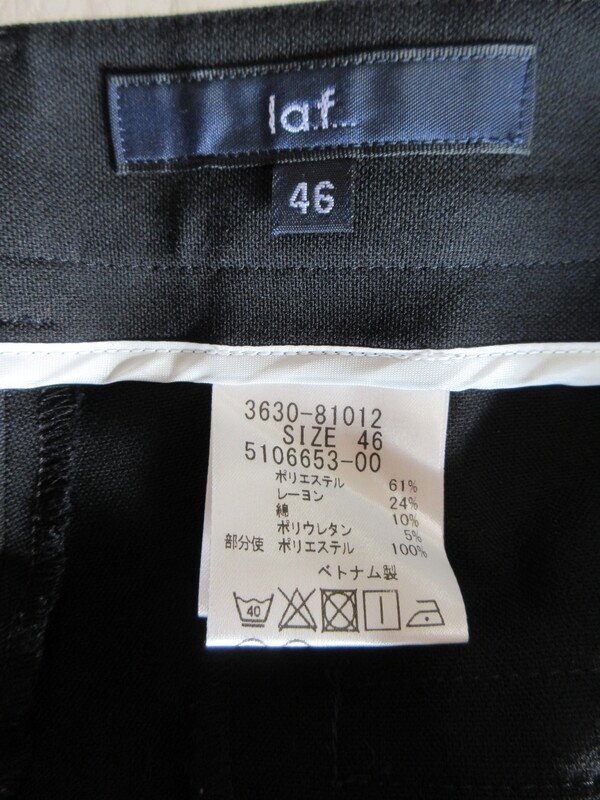 laf...
46
3630-81012
SIZE 46
5106653-00
ポリエステル 61%
レーヨン 24%
綿 10%
ポリウレタン 5%
部分使 ポリエステル 100%
ベトナム製
40